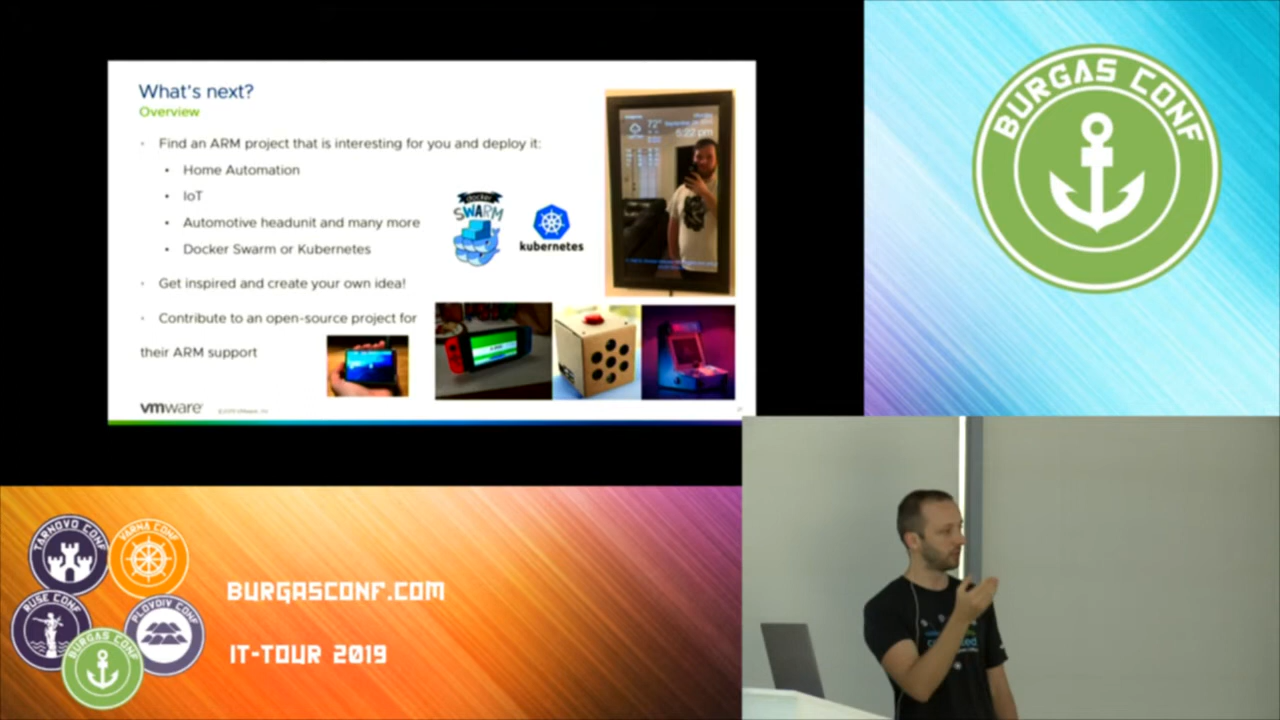 What's next?
Overview
Find an ARM project that is interesting for you and deploy it:
Home Automation
IoT
Automotive headunit and many more
Docker Swarm or Kubernetes
Get inspired and create your own idea!
Contribute to an open-source project for
their ARM support
docker
SWARM
kubernetes
5:22 pm
vmware
BURGAS CONF
TARNOVO CONF
VARNA CONF
RUSE CONF
PLOVDIV CONF
BURGAS CONF
BURGASCONF.COM
IT-TOUR 2019